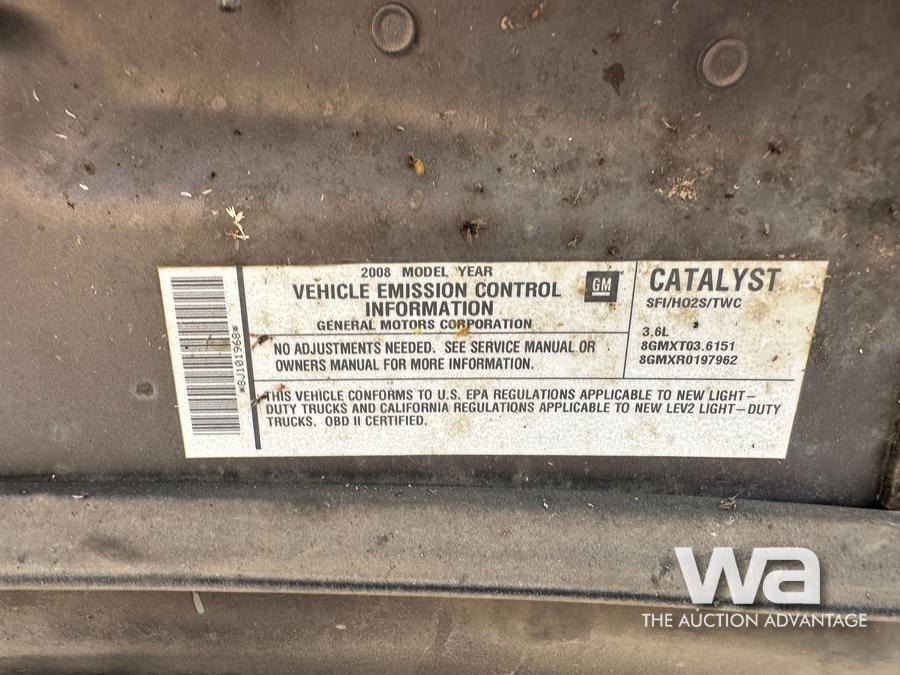 2008 MODEL YEAR
VEHICLE EMISSION CONTROL
INFORMATION
GENERAL MOTORS CORPORATION
GM
CATALYST
SFI/HO2S/TWC
3.6L
8GMXT03.6151
8GMXR0197962
NO ADJUSTMENTS NEEDED. SEE SERVICE MANUAL OR
OWNERS MANUAL FOR MORE INFORMATION.
THIS VEHICLE CONFORMS TO U.S. EPA REGULATIONS APPLICABLE TO NEW LIGHT–
DUTY TRUCKS AND CALIFORNIA REGULATIONS APPLICABLE TO NEW LEV2 LIGHT–DUTY
TRUCKS. OBD II CERTIFIED.
*8J101968*
wa
THE AUCTION ADVANTAGE